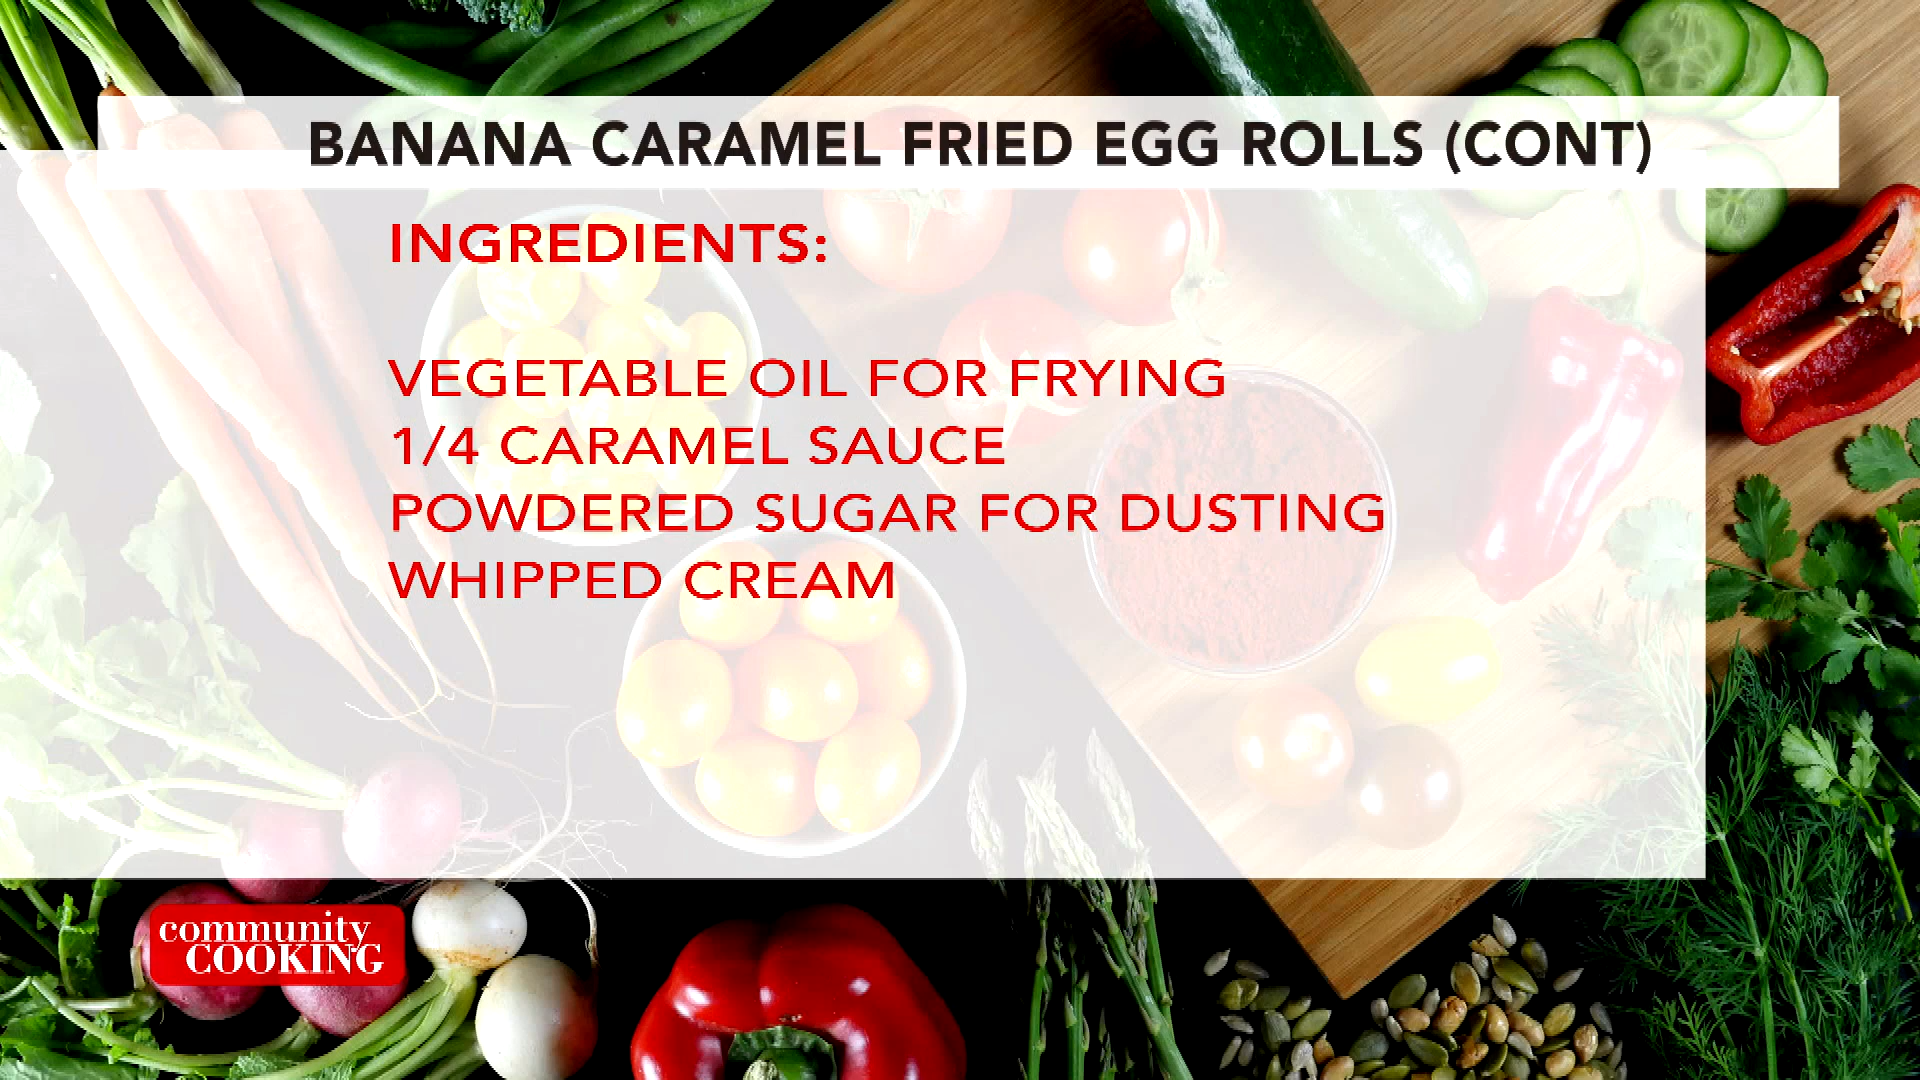 BANANA CARAMEL FRIED EGG ROLLS (CONT)
INGREDIENTS:
VEGETABLE OIL FOR FRYING
1/4 CARAMEL SAUCE
POWDERED SUGAR FOR DUSTING
WHIPPED CREAM
community
COOKING